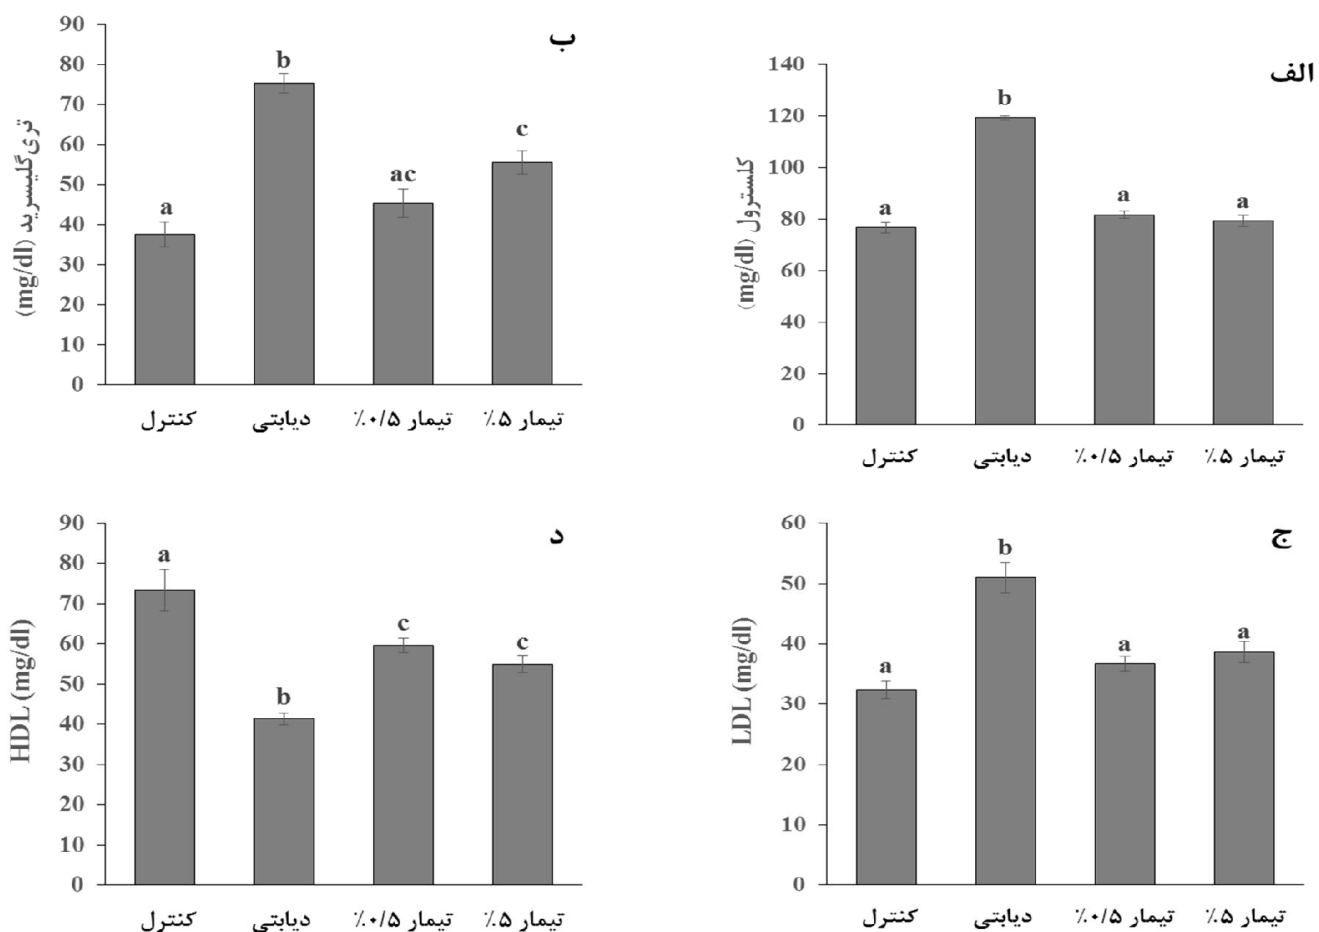 الف
کلسترول (mg/dl)
140
120
100
80
60
40
20
0
a
b
a
a
کنترل
دیابتی
تیمار ۰/۵٪
تیمار ۵٪
ب
تری‌گلیسرید (mg/dl)
90
80
70
60
50
40
30
20
10
0
a
b
ac
c
کنترل
دیابتی
تیمار ۰/۵٪
تیمار ۵٪
ج
LDL (mg/dl)
60
50
40
30
20
10
0
a
b
a
a
کنترل
دیابتی
تیمار ۰/۵٪
تیمار ۵٪
د
HDL (mg/dl)
90
80
70
60
50
40
30
20
10
0
a
b
c
c
کنترل
دیابتی
تیمار ۰/۵٪
تیمار ۵٪